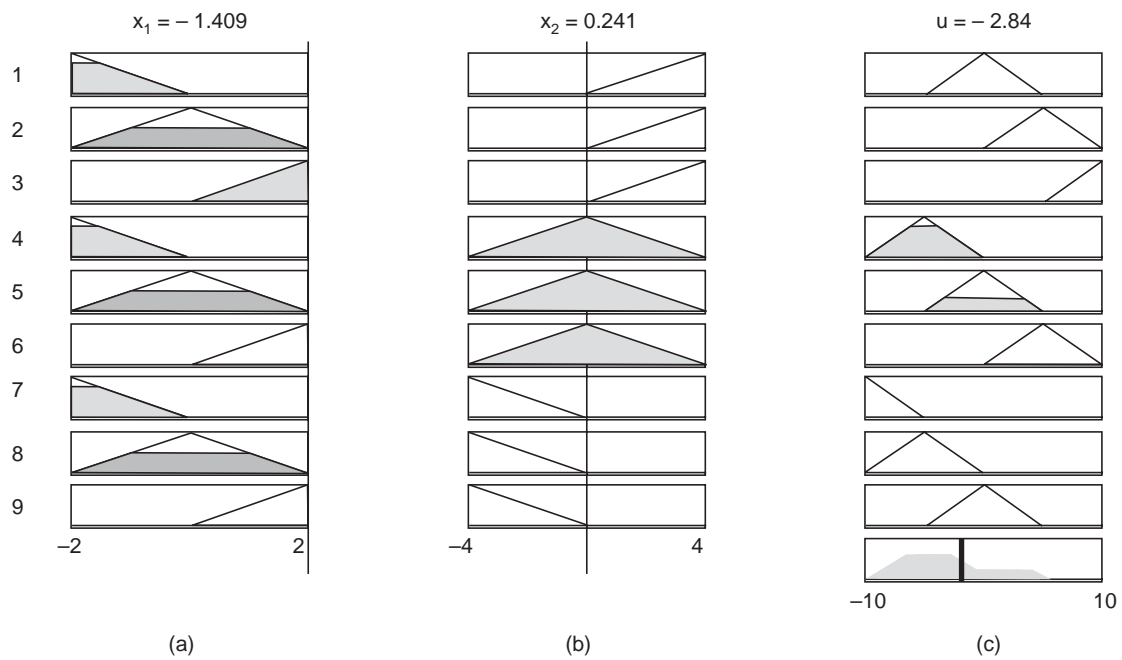 x1 = – 1.409
x2 = 0.241
u = – 2.84
1
2
3
4
5
6
7
8
9
–2
2
–4
4
–10
10
(a)
(b)
(c)